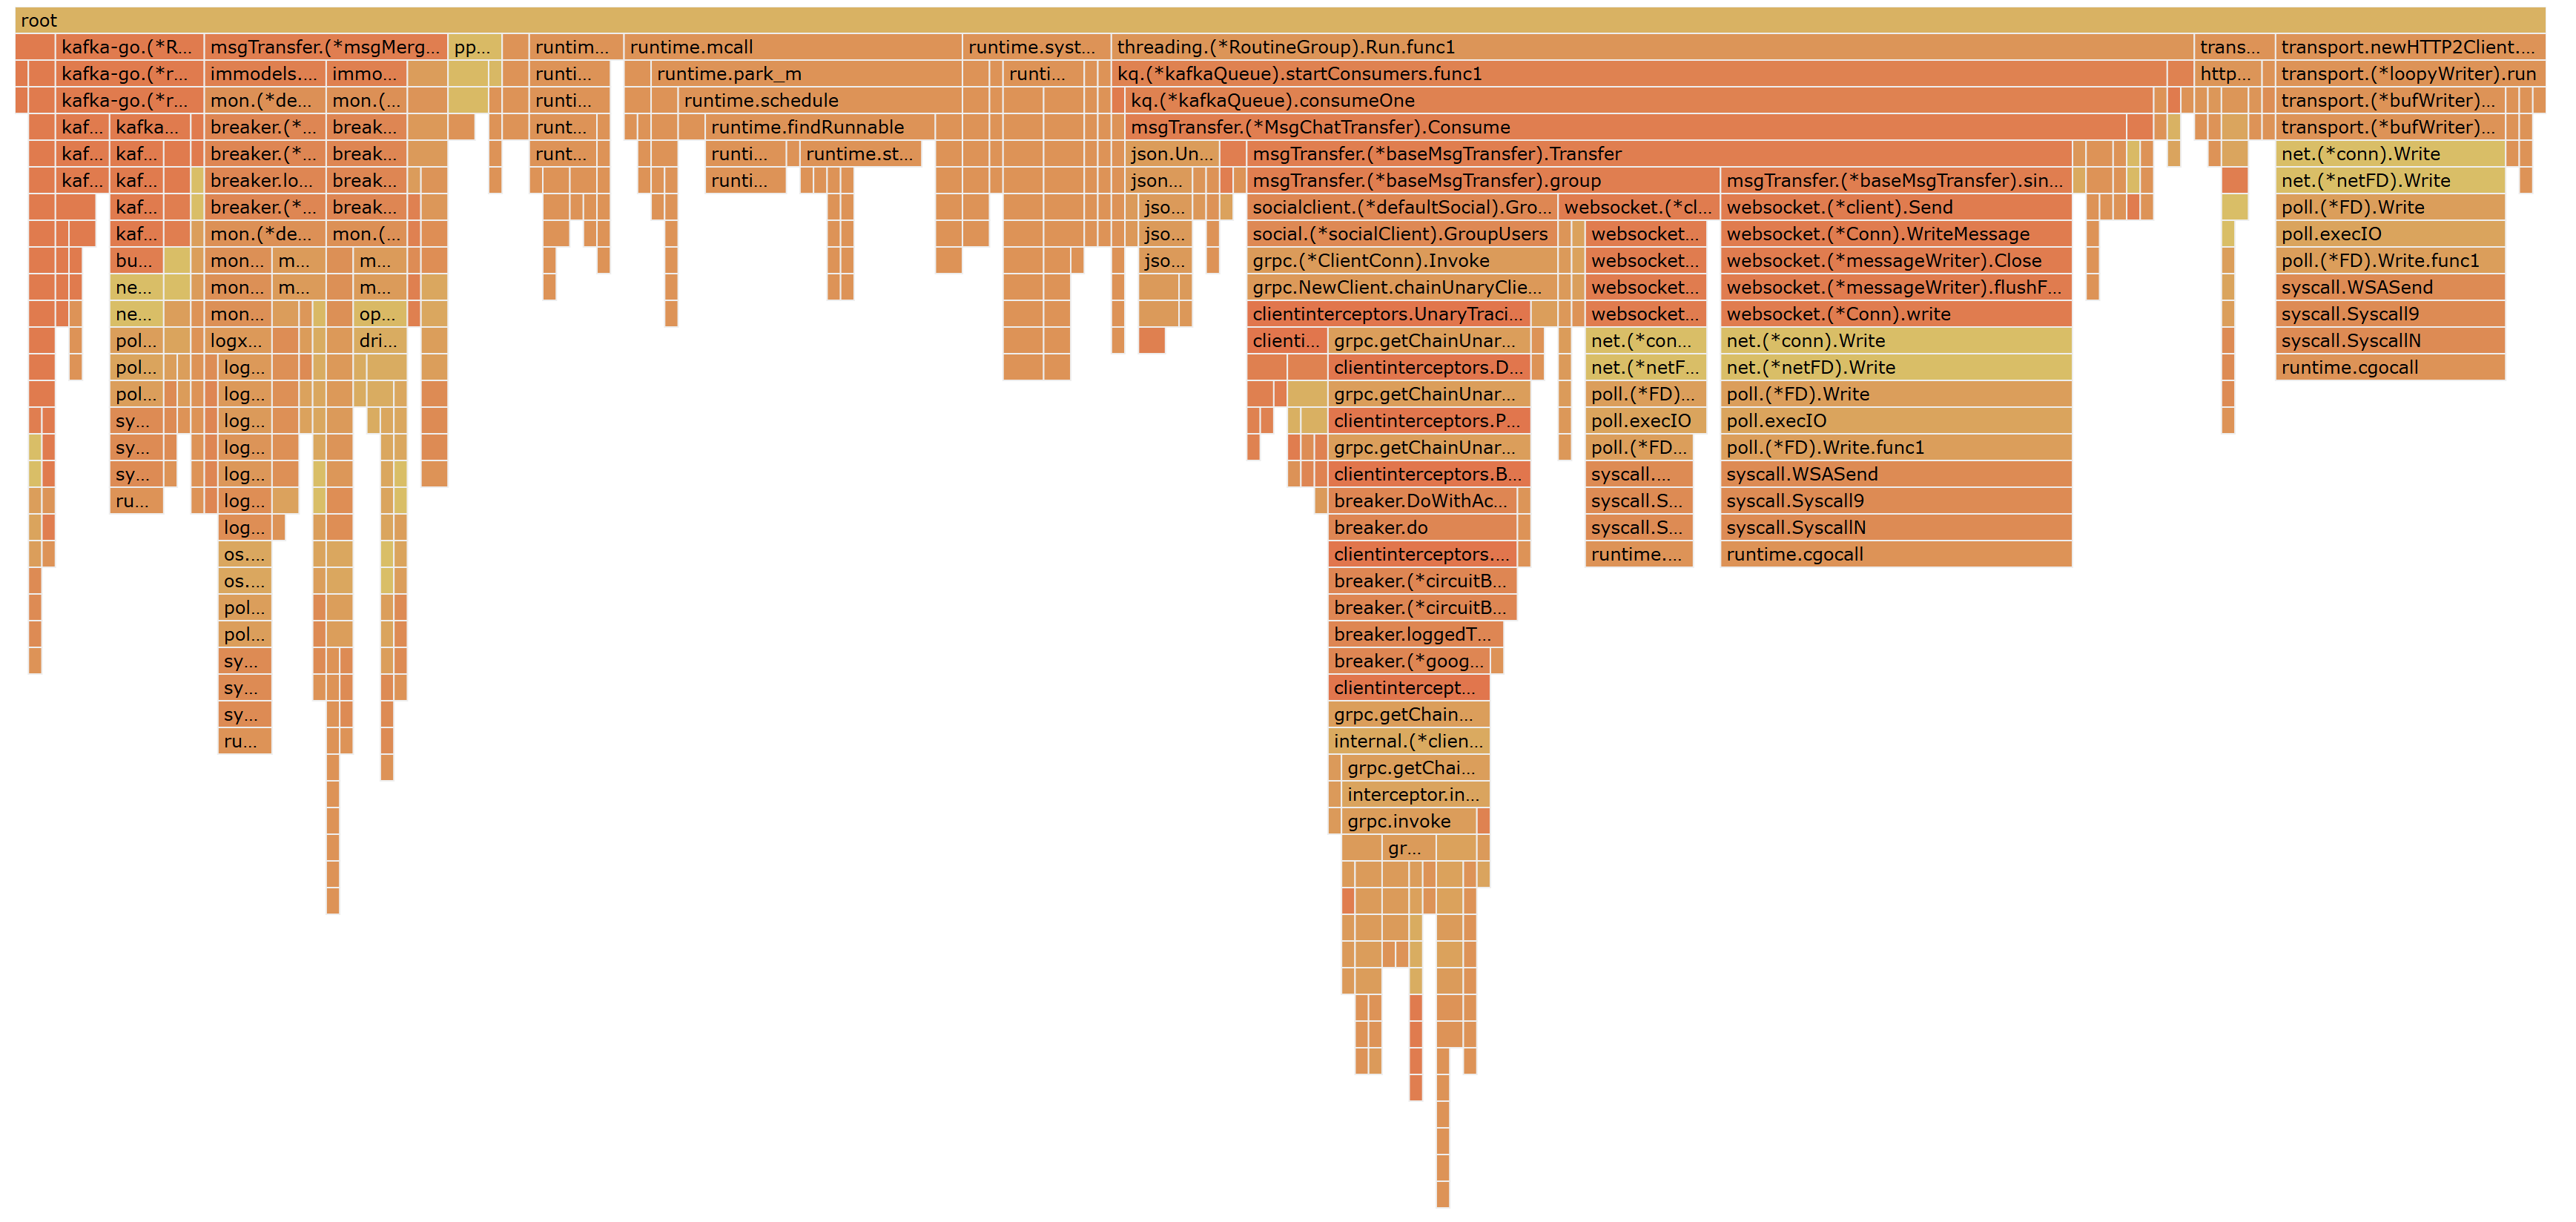 root
kafka-go.(*R... msgTransfer.(*msgMerg... pp... runtim... runtime.mcall runtime.syst... threading.(*RoutineGroup).Run.func1 trans... transport.newHTTP2Client....
kafka-go.(*r... immodels.... immo... runti... runtime.park_m runti... kq.(*kafkaQueue).startConsumers.func1 http... transport.(*loopyWriter).run
kafka-go.(*r... mon.(*de... mon.(... runti... runtime.schedule kq.(*kafkaQueue).consumeOne transport.(*bufWriter)...
kaf... kafka... breaker.(*... break... runt... runtime.findRunnable msgTransfer.(*MsgChatTransfer).Consume transport.(*bufWriter)...
kaf... kaf... breaker.(*... break... runt... runti... runtime.st... json.Un... msgTransfer.(*baseMsgTransfer).Transfer net.(*conn).Write
kaf... kaf... breaker.lo... break... runti... json... msgTransfer.(*baseMsgTransfer).group msgTransfer.(*baseMsgTransfer).sin... net.(*netFD).Write
kaf... breaker.(*... break... jso... socialclient.(*defaultSocial).Gro... websocket.(*cl... websocket.(*client).Send poll.(*FD).Write
kaf... mon.(*de... mon.(... jso... social.(*socialClient).GroupUsers websocket... websocket.(*Conn).WriteMessage poll.execIO
bu... mon... m... m... jso... grpc.(*ClientConn).Invoke websocket... websocket.(*messageWriter).Close poll.(*FD).Write.func1
ne... mon... m... m... grpc.NewClient.chainUnaryClie... websocket... websocket.(*messageWriter).flushF... syscall.WSASend
ne... mon... op... clientinterceptors.UnaryTraci... websocket... websocket.(*Conn).write syscall.Syscall9
pol... logx... dri... clienti... grpc.getChainUnar... net.(*con... net.(*conn).Write syscall.SyscallN
pol... log... clientinterceptors.D... net.(*netF... net.(*netFD).Write runtime.cgocall
pol... log... grpc.getChainUnar... poll.(*FD)... poll.(*FD).Write
sy... log... clientinterceptors.P... poll.execIO poll.execIO
sy... log... grpc.getChainUnar... poll.(*FD... poll.(*FD).Write.func1
sy... log... clientinterceptors.B... syscall.... syscall.WSASend
ru... log... breaker.DoWithAc... syscall.S... syscall.Syscall9
log... breaker.do syscall.S... syscall.SyscallN
os.... clientinterceptors.... runtime.... runtime.cgocall
os.... breaker.(*circuitB...
pol... breaker.(*circuitB...
pol... breaker.loggedT...
sy... breaker.(*goog...
sy... clientintercept...
sy... grpc.getChain...
ru... internal.(*clien...
grpc.getChai...
interceptor.in...
grpc.invoke
gr...